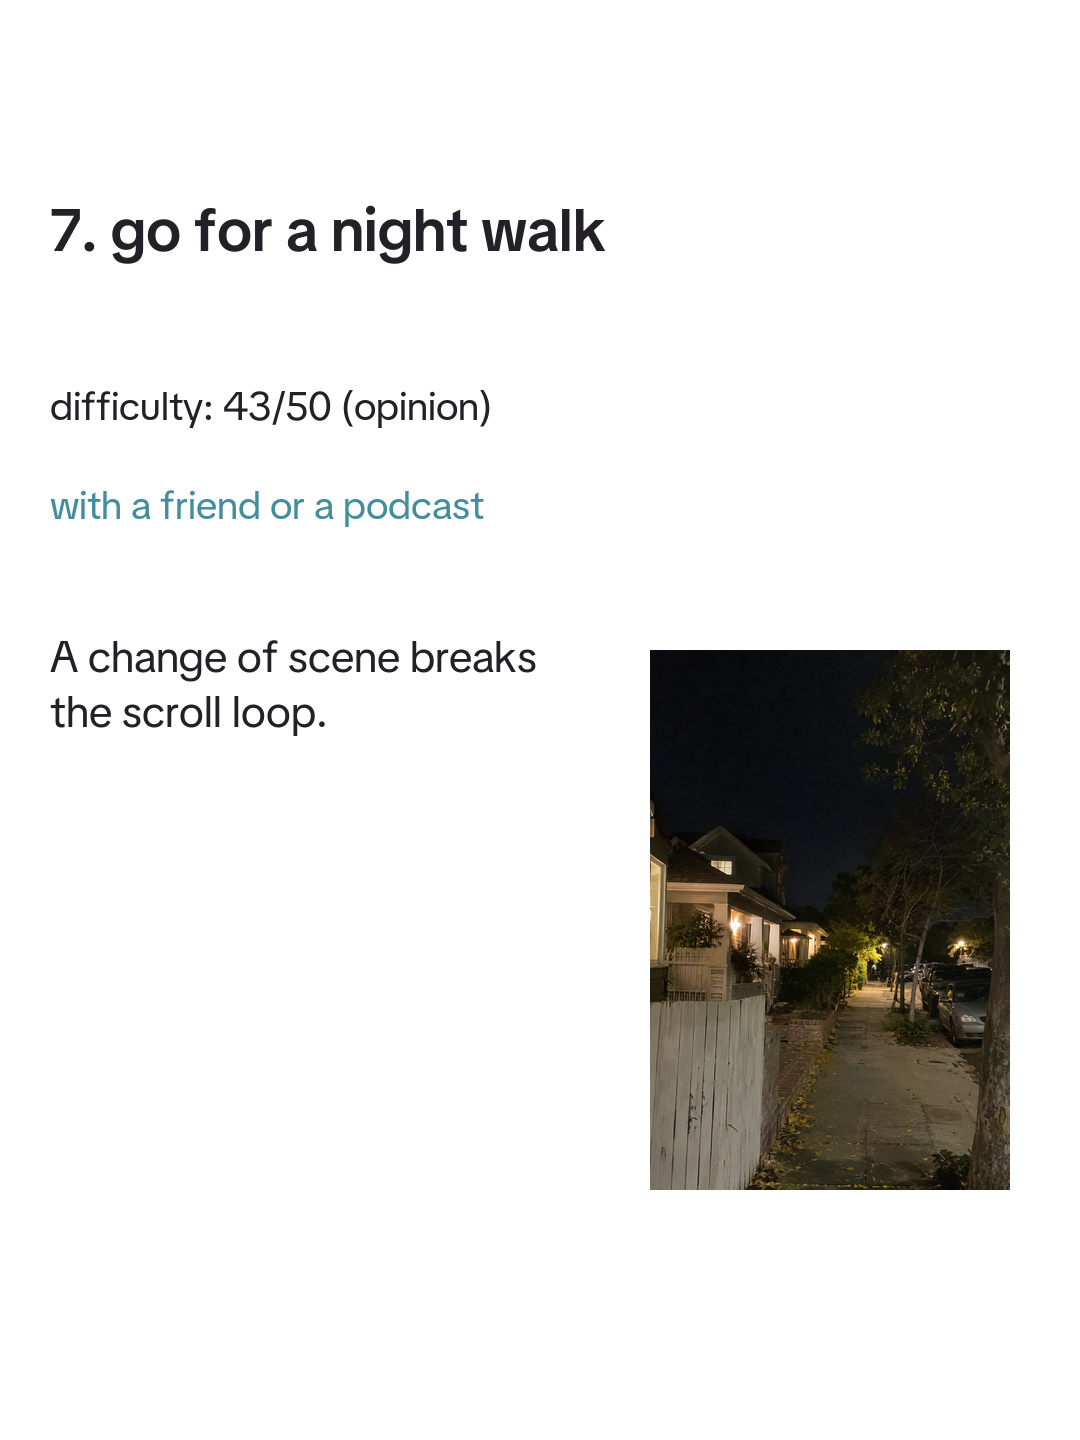 7. go for a night walk
difficulty: 43/50 (opinion)
with a friend or a podcast
A change of scene breaks
the scroll loop.